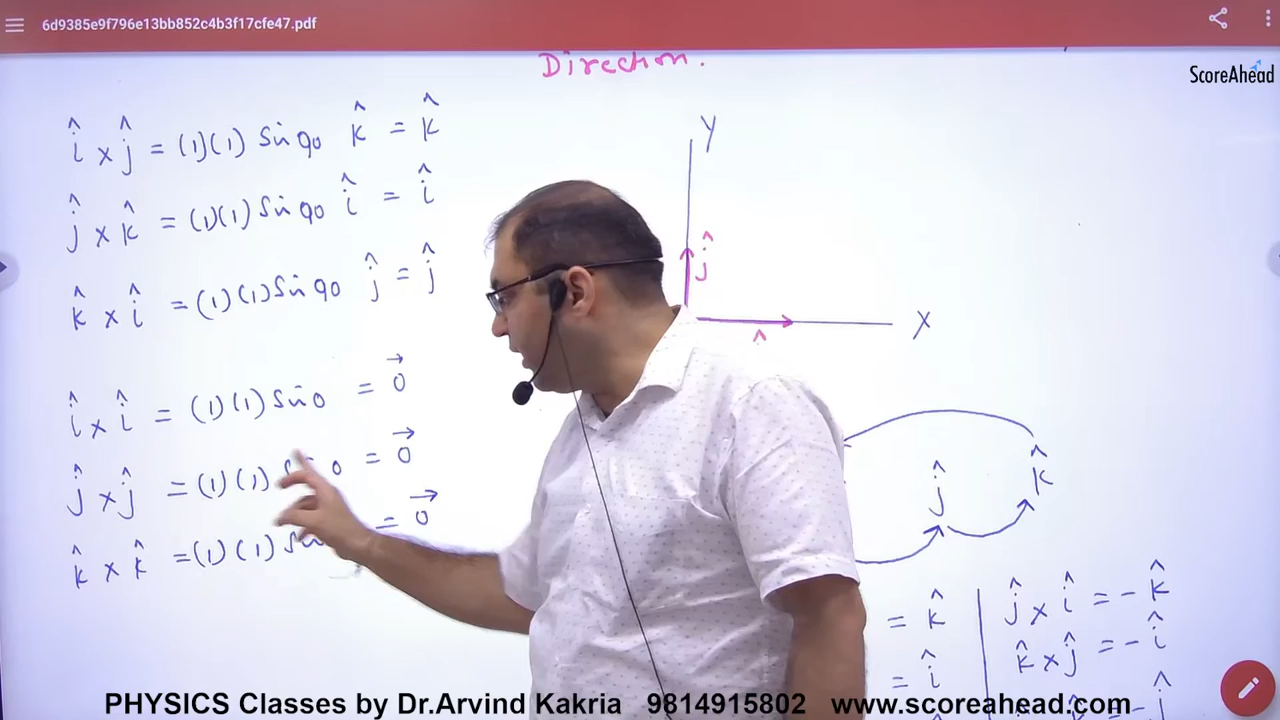 6d9385e9f796e13bb852c4b3f17cfe47.pdf
ScoreAhead
Direction.
î × ĵ = (1)(1) Sin 90 k̂ = k̂
ĵ × k̂ = (1)(1) Sin 90 î = î
k̂ × î = (1)(1) Sin 90 ĵ = ĵ
î × î = (1)(1) Sin 0 = 0⃗
ĵ × ĵ = (1)(1) Sin 0 = 0⃗
k̂ × k̂ = (1)(1) Sin = 0⃗
Y
ĵ
X
ĵ
k̂
= k̂ | ĵ × î = - k̂
= î | k̂ × ĵ = - î
= - ĵ
PHYSICS Classes by Dr.Arvind Kakria 9814915802 www.scoreahead.com